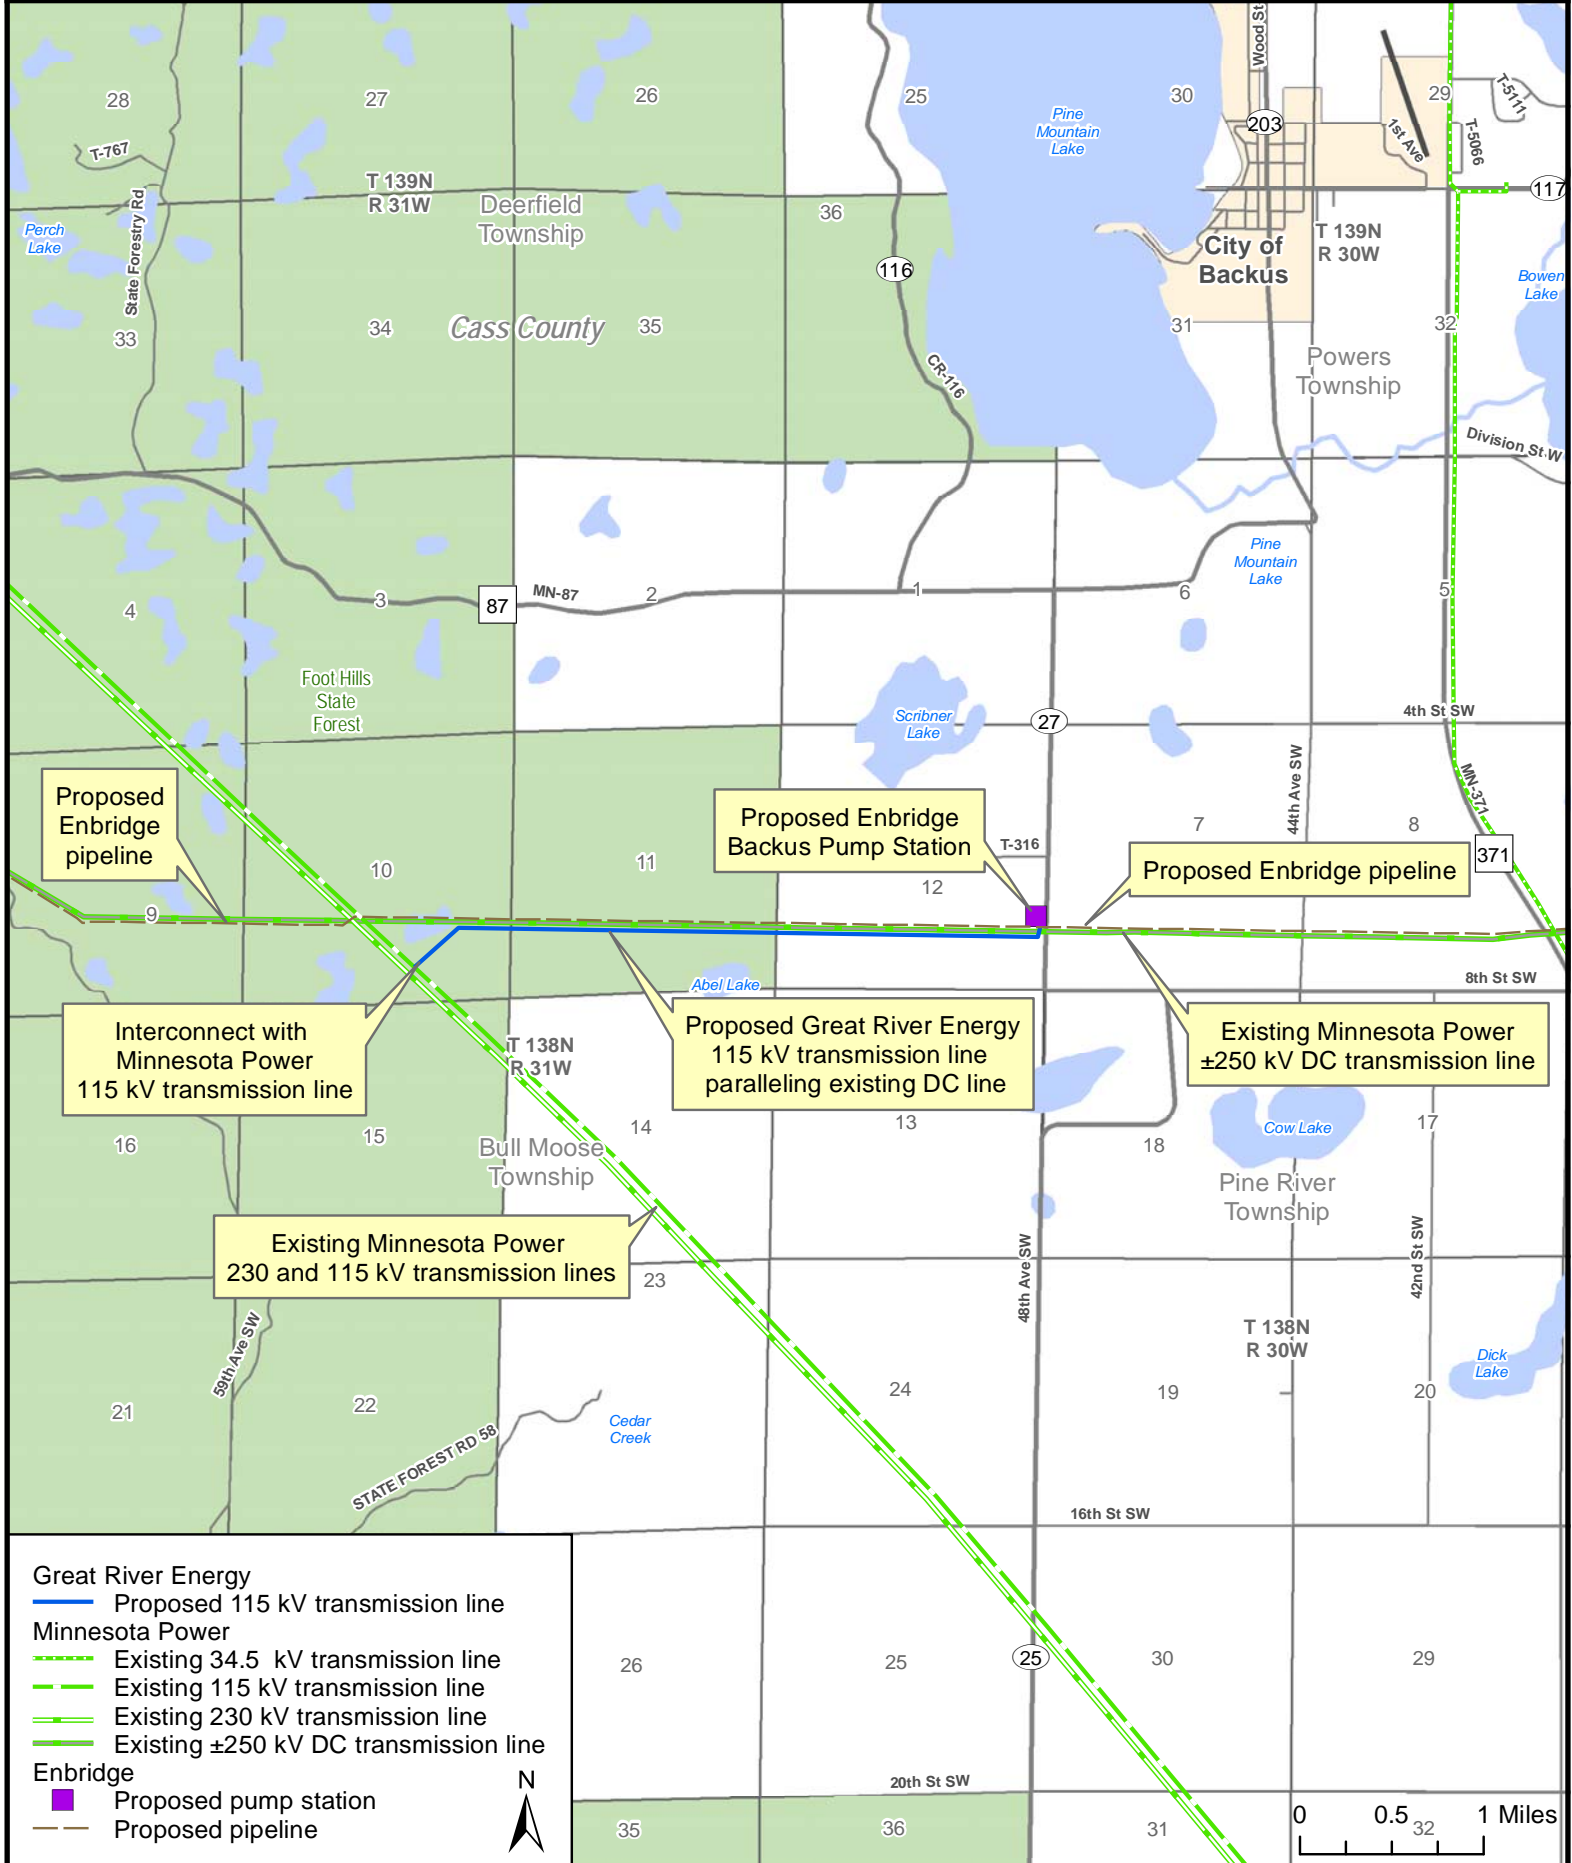 28
27
26
25
30
29
Wood St
T-5111
203
1st Ave
T-5066
Pine
Mountain
Lake
T-767
T 139N
R 31W
117
State Forestry Rd
Deerfield
Township
36
Perch
Lake
T 139N
R 30W
City of
Backus
116
Bowen
Lake
33
34
Cass County
35
31
32
CR-116
Powers
Township
Division St W
Pine
Mountain
Lake
4
3
87
MN-87
2
1
6
5
Foot Hills
State
Forest
Scribner
Lake
27
4th St SW
44th Ave SW
MN-371
Proposed
Enbridge
pipeline
Proposed Enbridge
Backus Pump Station
T-316
7
8
371
10
11
12
Proposed Enbridge pipeline
9
Abel Lake
8th St SW
Interconnect with
Minnesota Power
115 kV transmission line
T 138N
R 31W
Proposed Great River Energy
115 kV transmission line
paralleling existing DC line
Existing Minnesota Power
±250 kV DC transmission line
16
15
14
13
18
Cow Lake
17
Bull Moose
Township
Pine River
Township
Existing Minnesota Power
230 and 115 kV transmission lines
23
48th Ave SW
42nd St SW
59th Ave SW
T 138N
R 30W
Dick
Lake
21
22
24
19
20
Cedar
Creek
STATE FOREST RD 58
16th St SW
26
25
25
30
29
20th St SW
35
36
31
32
Great River Energy
Proposed 115 kV transmission line
Minnesota Power
Existing 34.5 kV transmission line
Existing 115 kV transmission line
Existing 230 kV transmission line
Existing ±250 kV DC transmission line
Enbridge
Proposed pump station
Proposed pipeline
N
0 0.5 1 Miles